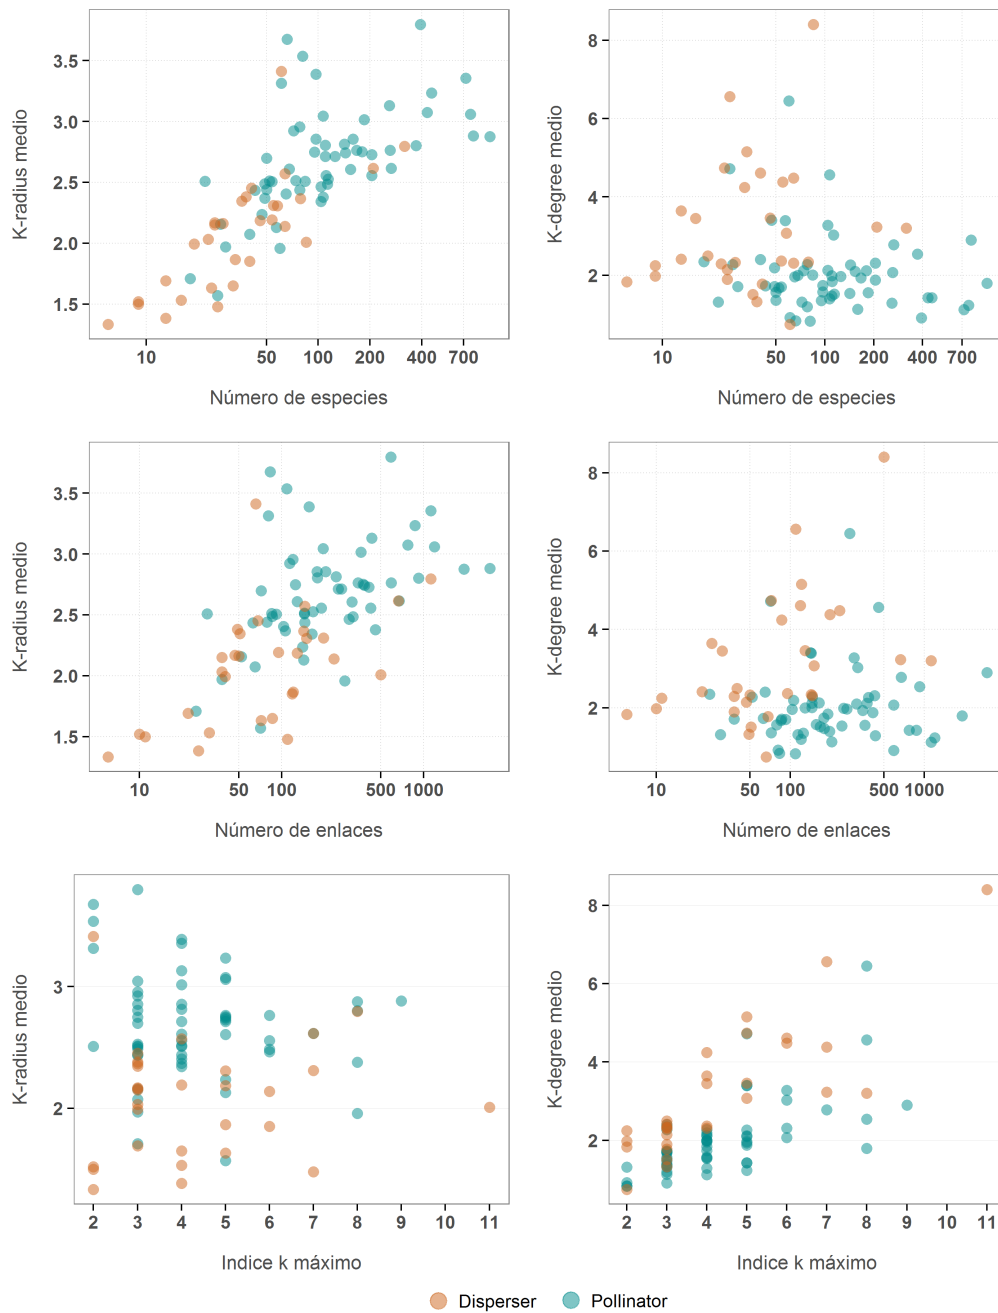 3.5
3.0
2.5
2.0
1.5
K-radius medio
10 50 100 200 400 700
Número de especies
8
6
4
2
K-degree medio
10 50 100 200 400 700
Número de especies
3.5
3.0
2.5
2.0
1.5
K-radius medio
10 50 100 500 1000
Número de enlaces
8
6
4
2
K-degree medio
10 50 100 500 1000
Número de enlaces
3
2
K-radius medio
2 3 4 5 6 7 8 9 10 11
Indice k máximo
8
6
4
2
K-degree medio
2 3 4 5 6 7 8 9 10 11
Indice k máximo
Disperser Pollinator